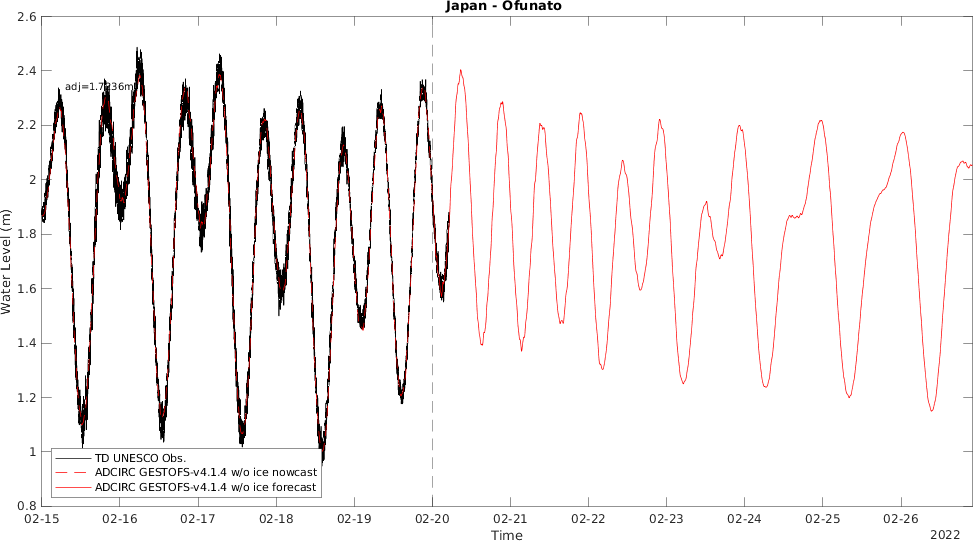 Japan - Ofunato
2.6
2.4
2.2
2
1.8
1.6
1.4
1.2
1
0.8
Water Level (m)
adj=1.7236m
TD UNESCO Obs.
ADCIRC GESTOFS-v4.1.4 w/o ice nowcast
ADCIRC GESTOFS-v4.1.4 w/o ice forecast
02-15 02-16 02-17 02-18 02-19 02-20 02-21 02-22 02-23 02-24 02-25 02-26
Time
2022